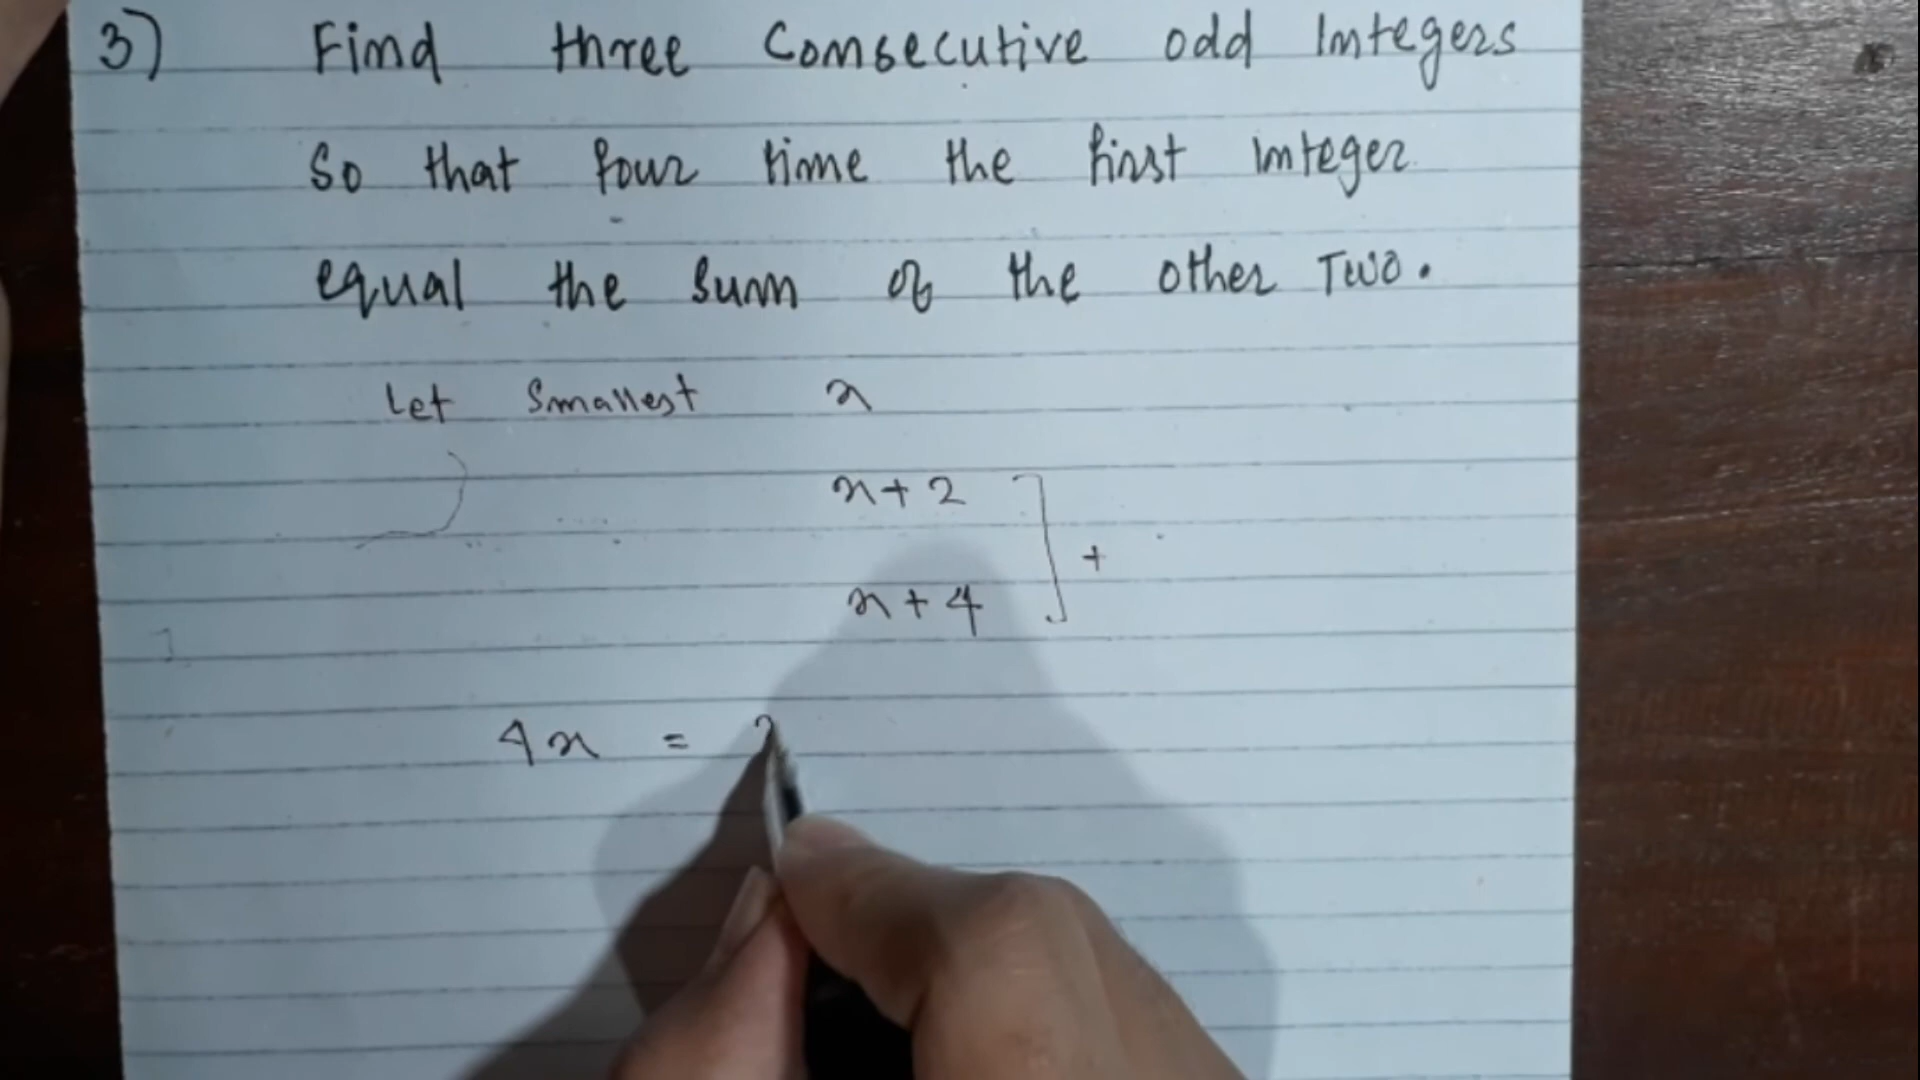 3) Find three Consecutive odd Integers
So that four time the first integer
equal the sum of the other Two.
Let Smallest x
x+2
+
x+4
4x =